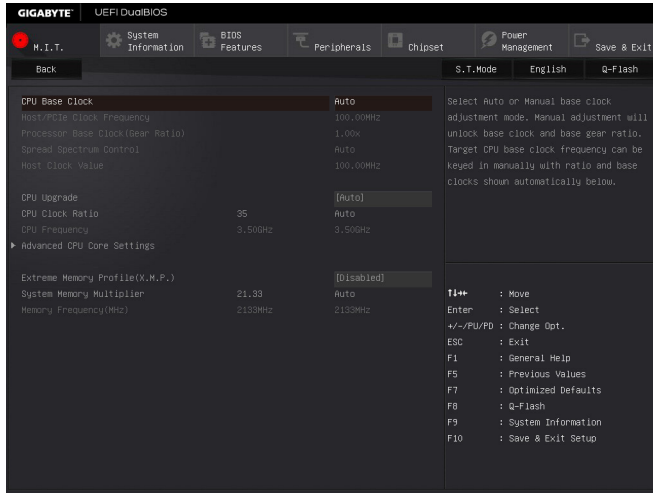 GIGABYTE™ UEFI DualBIOS
M.I.T. System Information BIOS Features Peripherals Chipset Power Management Save & Exit
Back S.T.Mode English Q-Flash
CPU Base Clock Auto
Host/PCIe Clock Frequency 100.00MHz
Processor Base Clock(Gear Ratio) 1.00x
Spread Spectrum Control Auto
Host Clock Value 100.00MHz
CPU Upgrade [Auto]
CPU Clock Ratio 35 Auto
CPU Frequency 3.50GHz 3.50GHz
Advanced CPU Core Settings
Extreme Memory Profile(X.M.P.) [Disabled]
System Memory Multiplier 21.33 Auto
Memory Frequency(MHz) 2133MHz 2133MHz
Select Auto or Manual base clock
adjustment mode. Manual adjustment will
unlock base clock and base gear ratio.
Target CPU base clock frequency can be
keyed in manually with ratio and base
clocks shown automatically below.
↑↓→← : Move
Enter : Select
+/-/PU/PD : Change Opt.
ESC : Exit
F1 : General Help
F5 : Previous Values
F7 : Optimized Defaults
F8 : Q-Flash
F9 : System Information
F10 : Save & Exit Setup